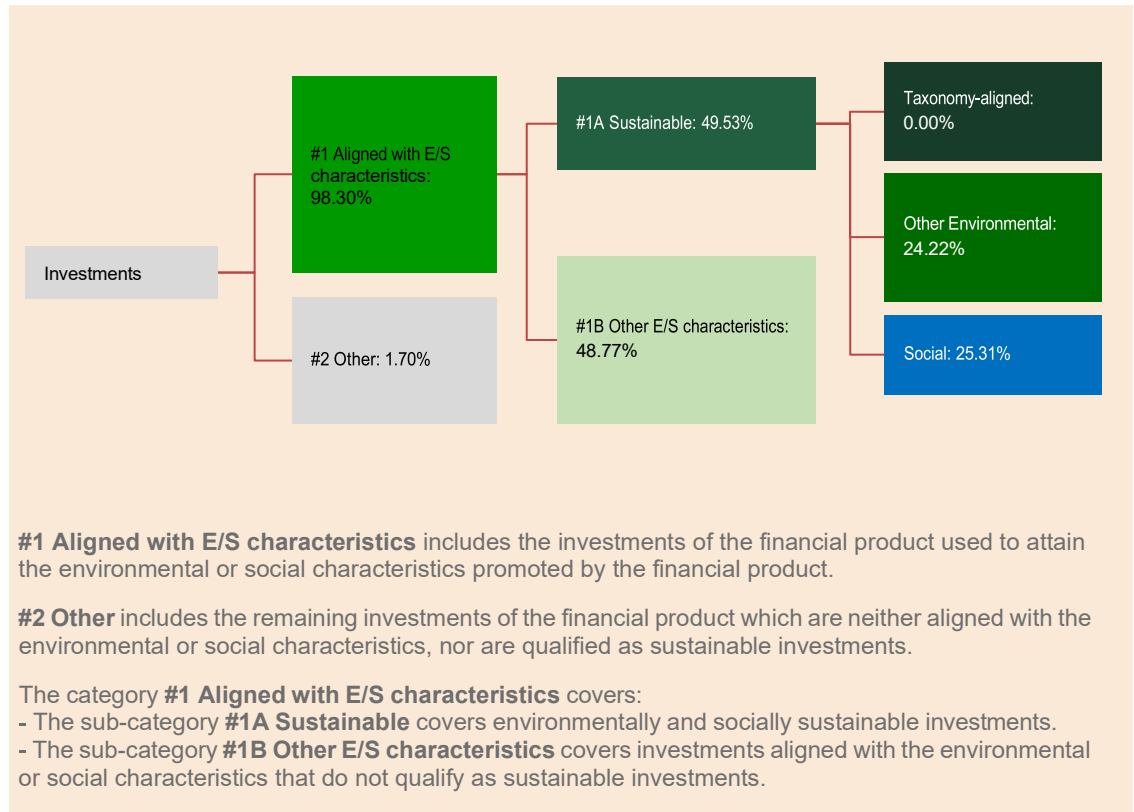 Investments
#1 Aligned with E/S
characteristics:
98.30%
#2 Other: 1.70%
#1A Sustainable: 49.53%
#1B Other E/S characteristics:
48.77%
Taxonomy-aligned:
0.00%
Other Environmental:
24.22%
Social: 25.31%
#1 Aligned with E/S characteristics includes the investments of the financial product used to attain
the environmental or social characteristics promoted by the financial product.
#2 Other includes the remaining investments of the financial product which are neither aligned with the
environmental or social characteristics, nor are qualified as sustainable investments.
The category #1 Aligned with E/S characteristics covers:
- The sub-category #1A Sustainable covers environmentally and socially sustainable investments.
- The sub-category #1B Other E/S characteristics covers investments aligned with the environmental
or social characteristics that do not qualify as sustainable investments.